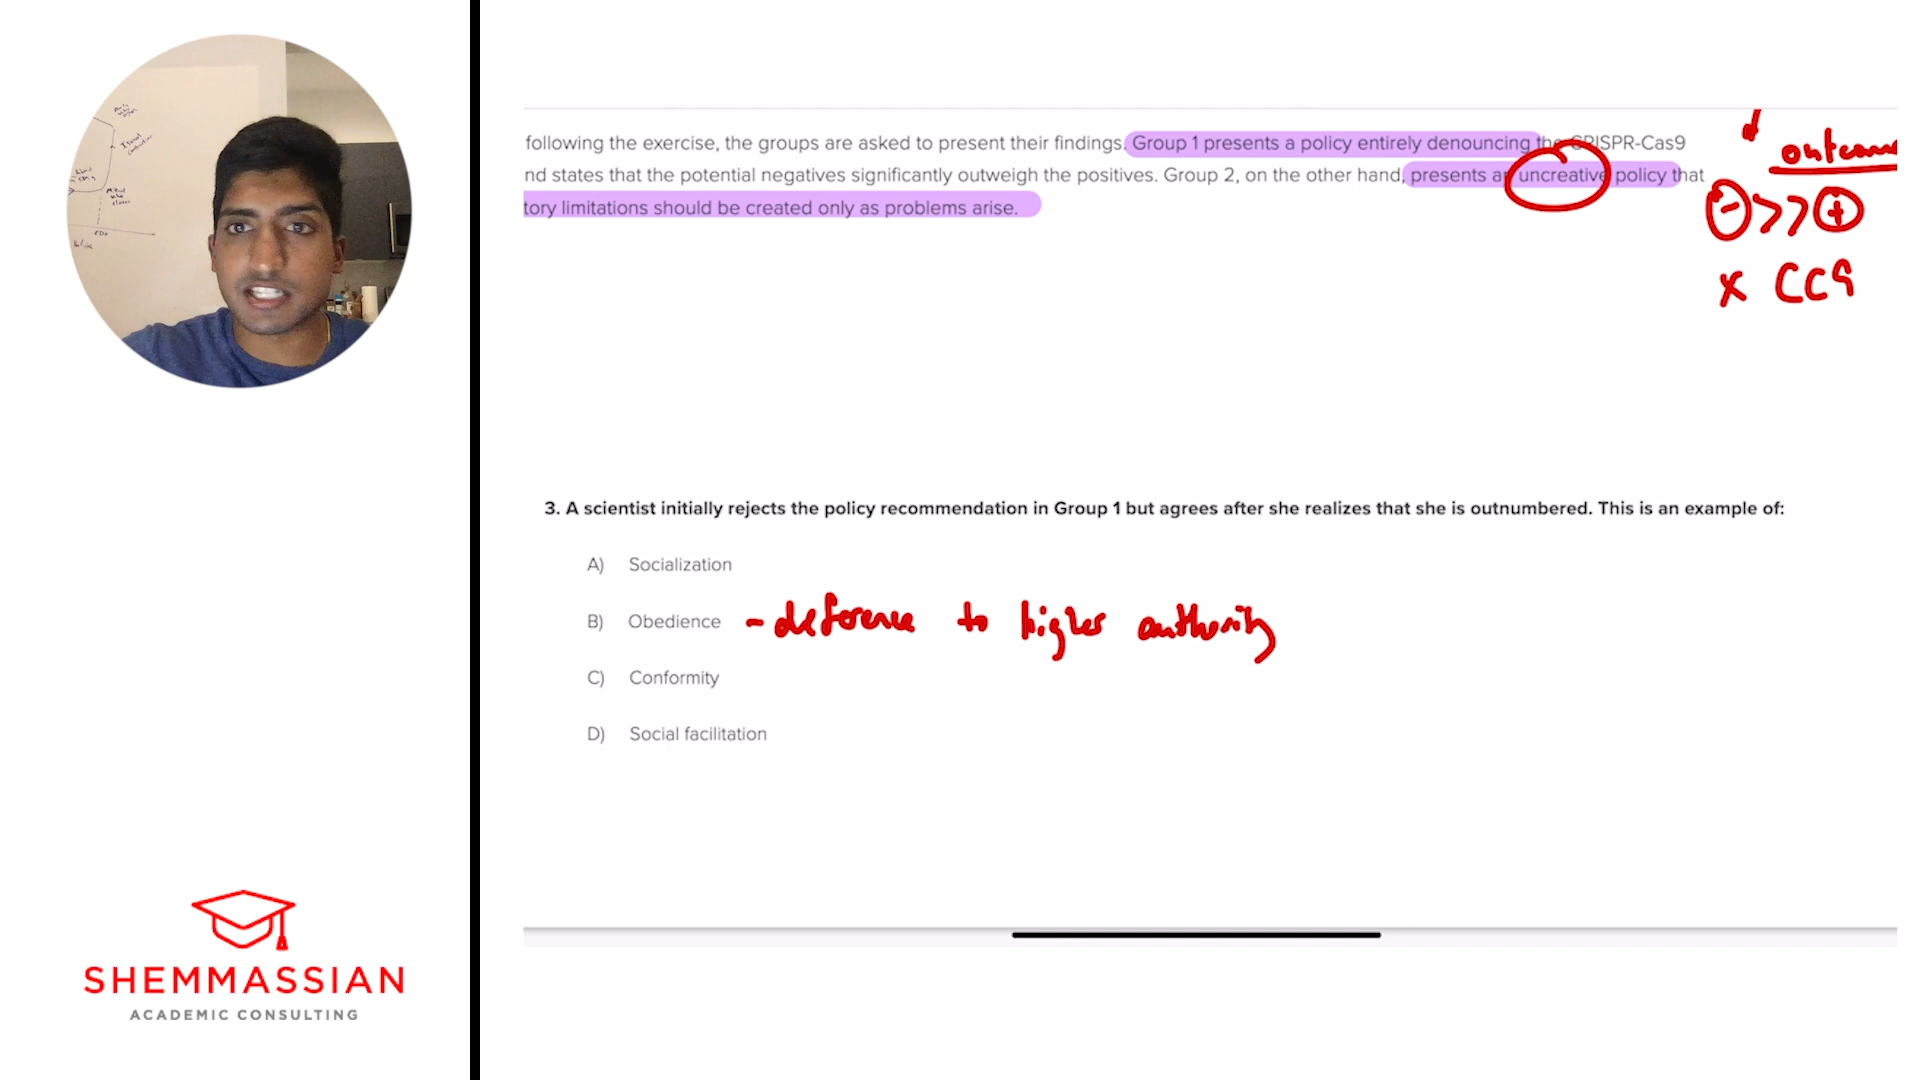 following the exercise, the groups are asked to present their findings. Group 1 presents a policy entirely denouncing the CRISPR-Cas9
nd states that the potential negatives significantly outweigh the positives. Group 2, on the other hand, presents an uncreative policy that
tory limitations should be created only as problems arise.
outcome
- >> +
x CC9
3. A scientist initially rejects the policy recommendation in Group 1 but agrees after she realizes that she is outnumbered. This is an example of:
A) Socialization
B) Obedience - deference to higher authority
C) Conformity
D) Social facilitation
SHEMMASSIAN
ACADEMIC CONSULTING